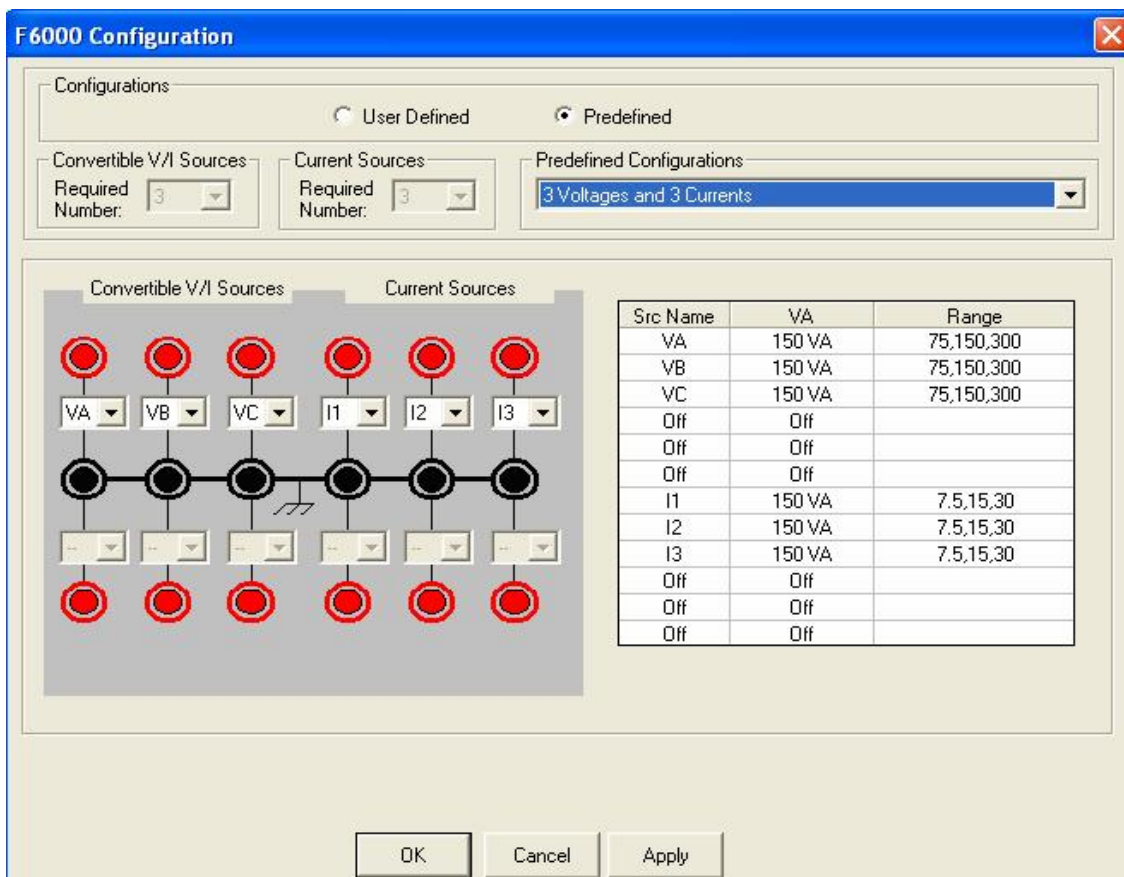 F6000 Configuration
Configurations
User Defined
Predefined
Convertible V/I Sources
Required
Number:
3
Current Sources
Required
Number:
3
Predefined Configurations
3 Voltages and 3 Currents
Convertible V/I Sources
Current Sources
VA
VB
VC
I1
I2
I3
--
--
--
--
--
--
Src Name VA Range
VA 150 VA 75,150,300
VB 150 VA 75,150,300
VC 150 VA 75,150,300
Off Off
Off Off
Off Off
I1 150 VA 7.5,15,30
I2 150 VA 7.5,15,30
I3 150 VA 7.5,15,30
Off Off
Off Off
Off Off
OK
Cancel
Apply